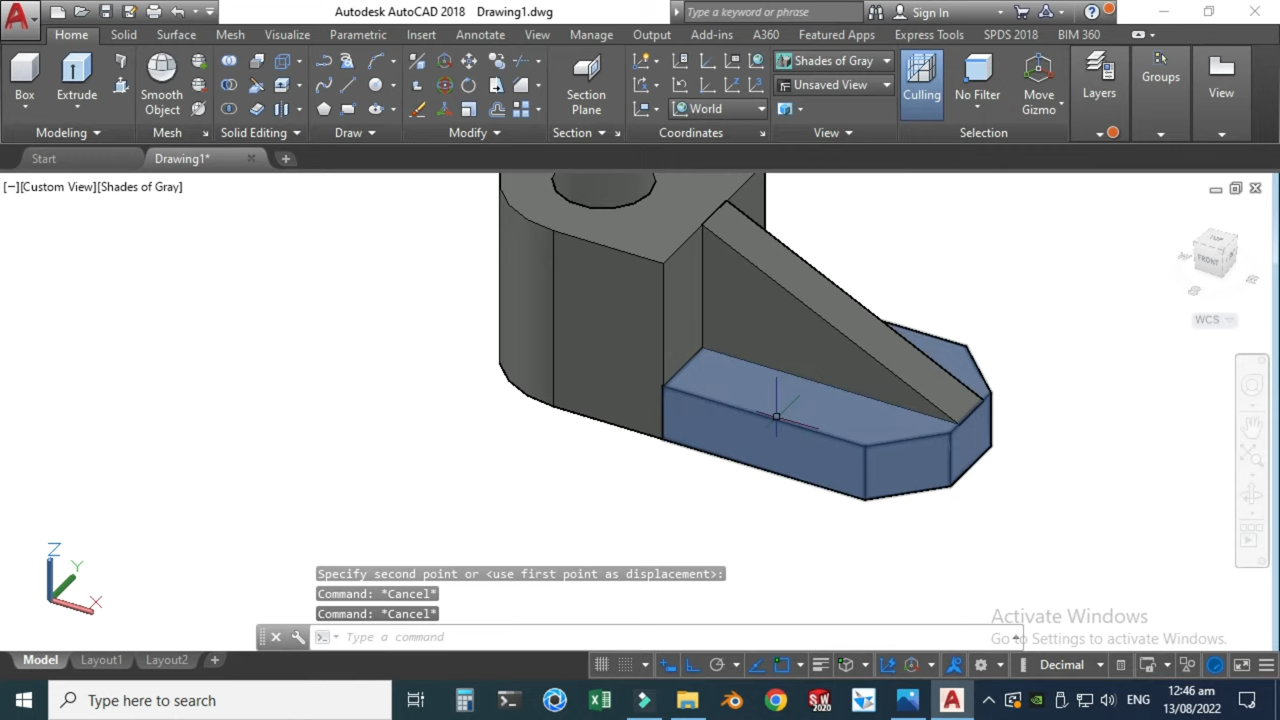 Autodesk AutoCAD 2018 Drawing1.dwg
Type a keyword or phrase
Sign In
Home Solid Surface Mesh Visualize Parametric Insert Annotate View Manage Output Add-ins A360 Featured Apps Express Tools SPDS 2018 BIM 360
Box
Extrude
Smooth
Object
Section
Plane
World
Shades of Gray
Unsaved View
Culling
No Filter
Move
Gizmo
Layers
Groups
View
Modeling Mesh Solid Editing Draw Modify Section Coordinates View Selection
Start Drawing1*
[−][Custom View][Shades of Gray]
TOP
FRONT
WCS
Z
Y
X
Specify second point or <use first point as displacement>:
Command: *Cancel*
Command: *Cancel*
Type a command
Activate Windows
Go to Settings to activate Windows.
Model Layout1 Layout2
Decimal
Type here to search
SW
2020
ENG
12:46 am
13/08/2022